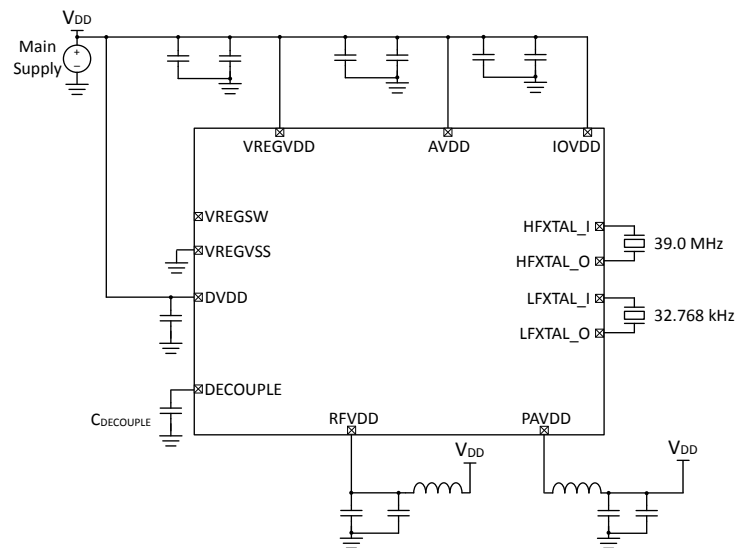 VDD
Main
Supply
+
−
VREGVDD
AVDD
IOVDD
VREGSW
VREGVSS
DVDD
DECOUPLE
CDECOUPLE
HFXTAL_I
HFXTAL_O
39.0 MHz
LFXTAL_I
LFXTAL_O
32.768 kHz
RFVDD
PAVDD
VDD
VDD